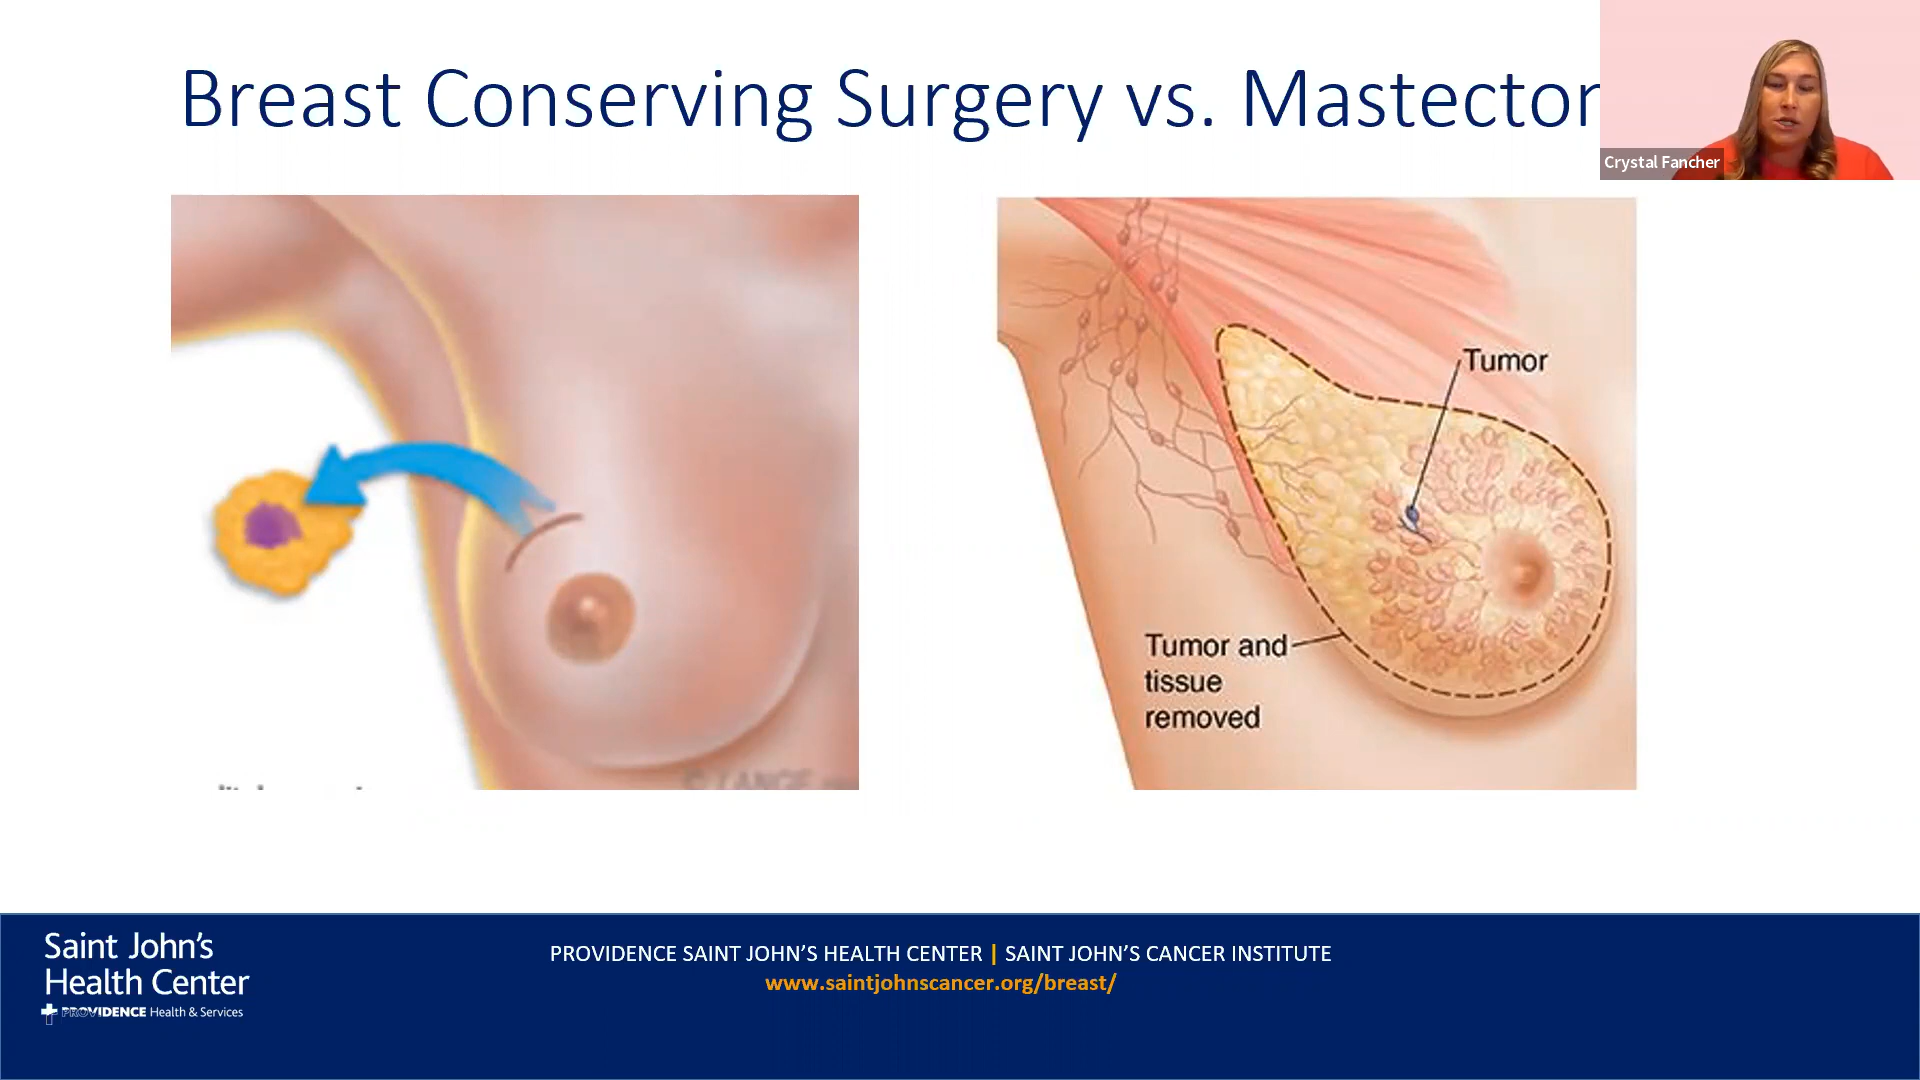 Breast Conserving Surgery vs. Mastector
Crystal Fancher
Tumor
Tumor and
tissue
removed
© LANGE
Saint John's
Health Center
PROVIDENCE Health & Services
PROVIDENCE SAINT JOHN'S HEALTH CENTER | SAINT JOHN'S CANCER INSTITUTE
www.saintjohnscancer.org/breast/